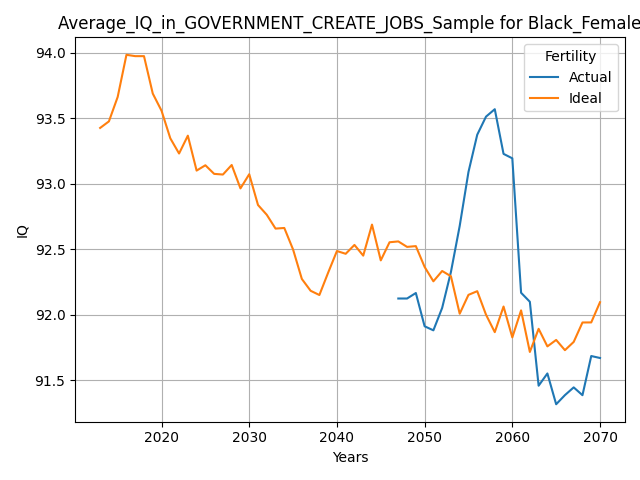 Average_IQ_in_GOVERNMENT_CREATE_JOBS_Sample for Black_Female
Fertility
Actual
Ideal
94.0
93.5
93.0
92.5
92.0
91.5
IQ
2020 2030 2040 2050 2060 2070
Years